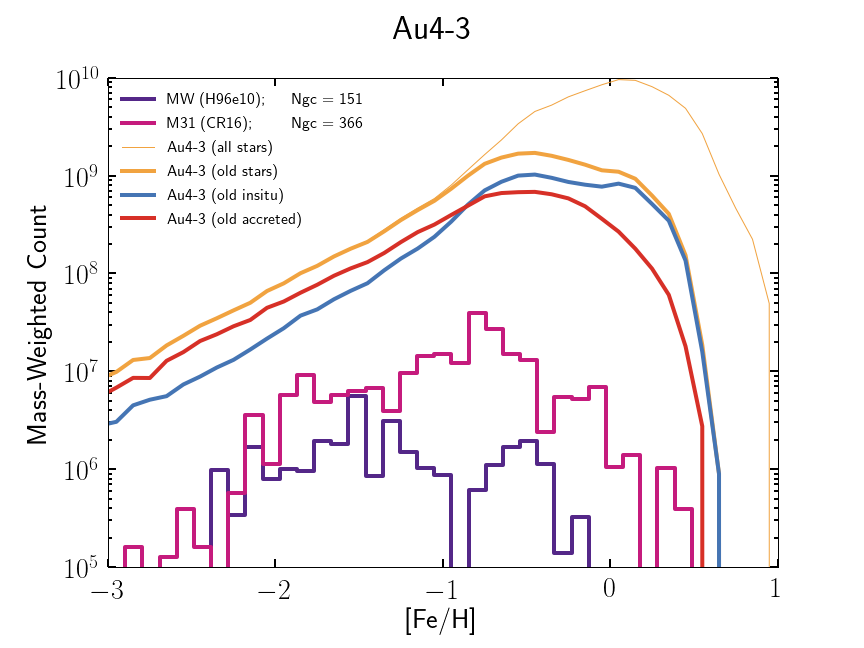 Au4-3
10^10
10^9
10^8
10^7
10^6
10^5
Mass-Weighted Count
MW (H96e10); Ngc = 151
M31 (CR16); Ngc = 366
Au4-3 (all stars)
Au4-3 (old stars)
Au4-3 (old insitu)
Au4-3 (old accreted)
−3 −2 −1 0 1
[Fe/H]